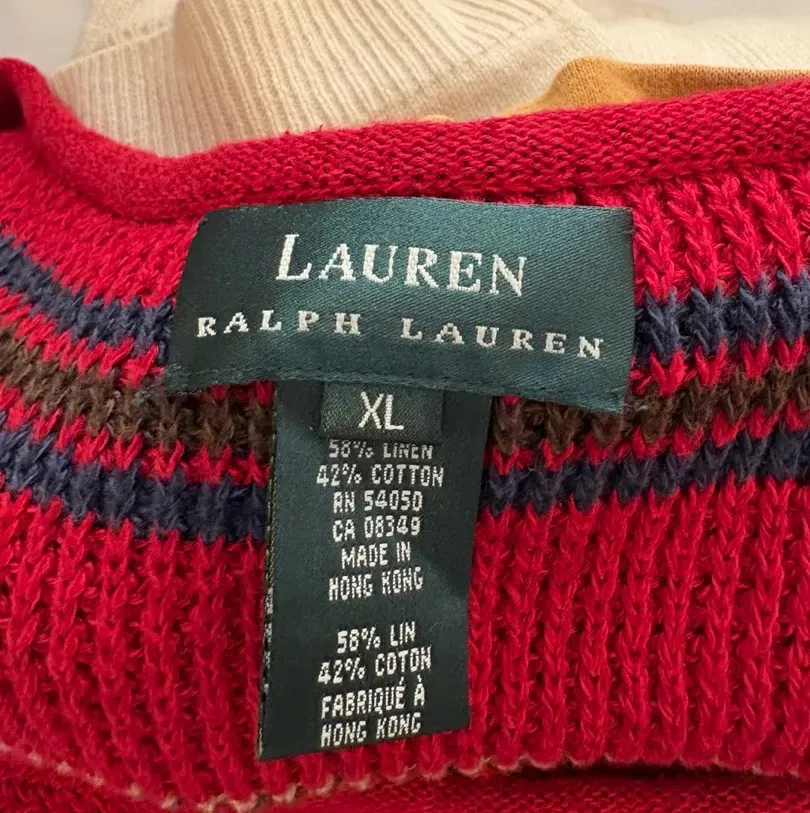 LAUREN
RALPH LAUREN
XL
58% LINEN
42% COTTON
RN 54050
CA 08349
MADE IN
HONG KONG
58% LIN
42% COTON
FABRIQUÉ À
HONG KONG